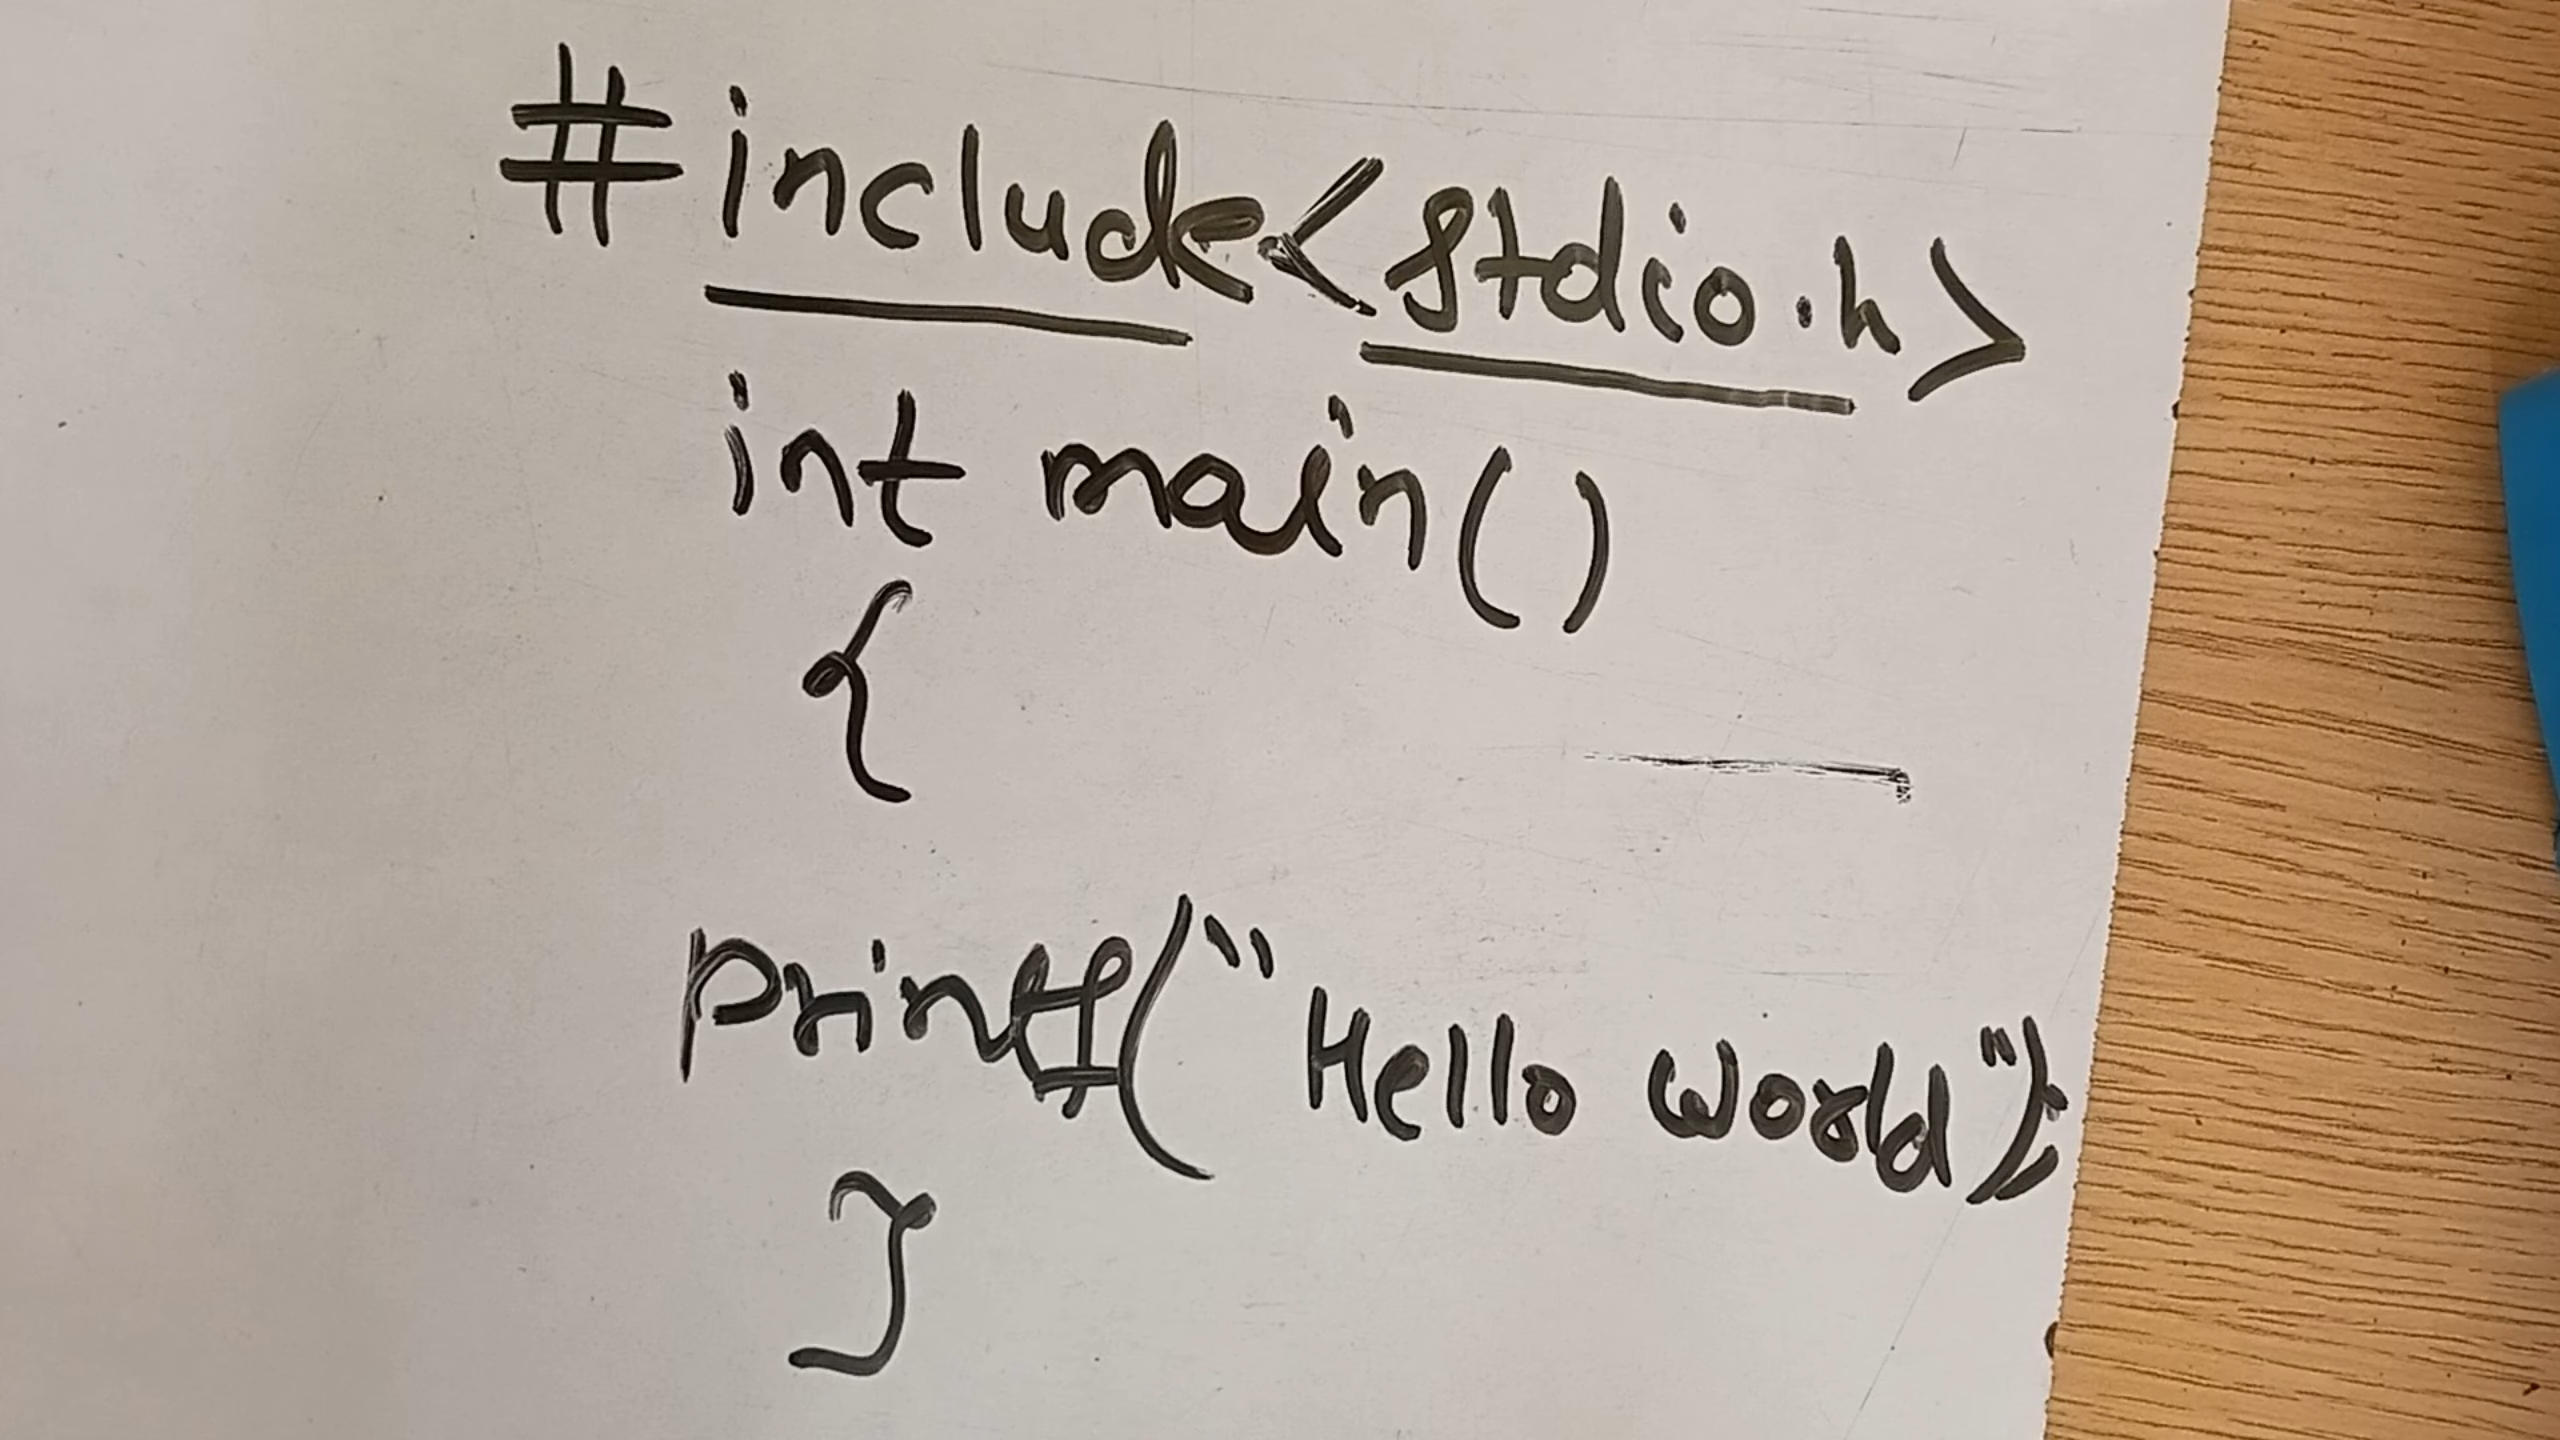 #include<stdio.h>
int main()
{
printf("Hello world");
}